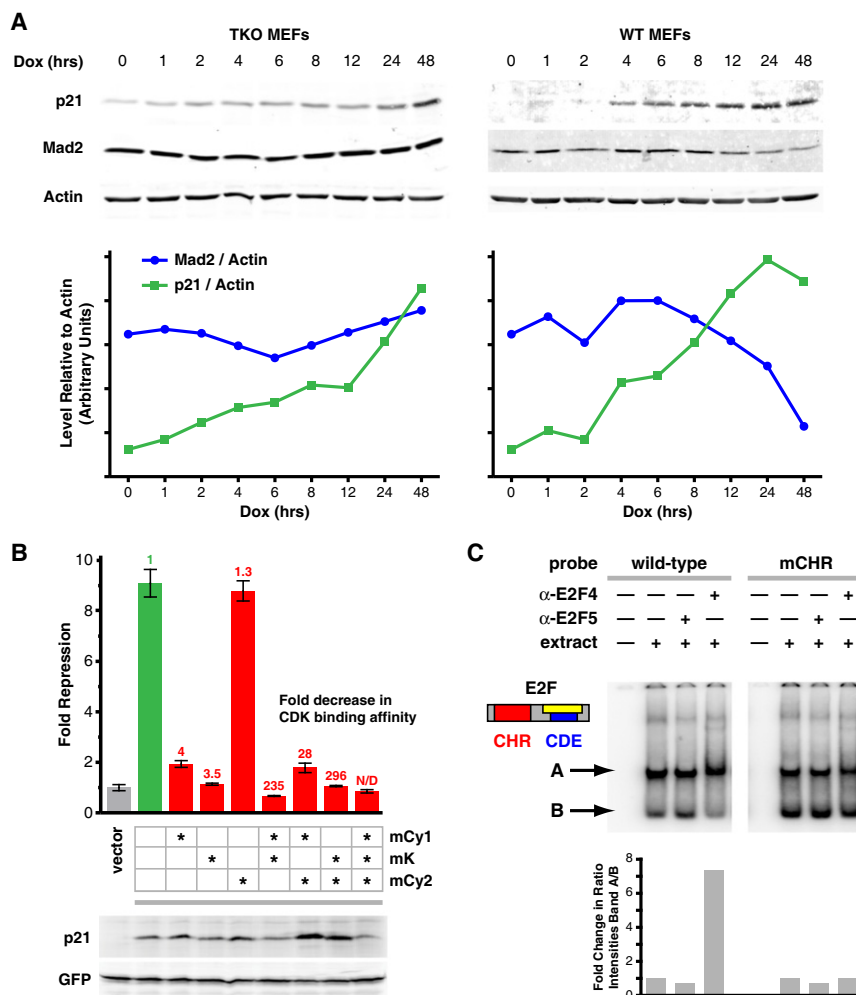 A
TKO MEFs
WT MEFs
Dox (hrs) 0 1 2 4 6 8 12 24 48
0 1 2 4 6 8 12 24 48
p21
Mad2
Actin
Level Relative to Actin
(Arbitrary Units)
Mad2 / Actin
p21 / Actin
0 1 2 4 6 8 12 24 48
Dox (hrs)
0 1 2 4 6 8 12 24 48
Dox (hrs)
B
Fold Repression
10
8
6
4
2
0
1
4
3.5
1.3
235
28
296
N/D
Fold decrease in
CDK binding affinity
vector
* * * * mCy1
* * * * mK
* * * * mCy2
p21
GFP
C
probe wild-type mCHR
α-E2F4 — — — + — — — +
α-E2F5 — — + — — — + —
extract — + + + — + + +
E2F
CHR CDE
A
B
Fold Change in Ratio
Intensities Band A/B
8
6
4
2
0